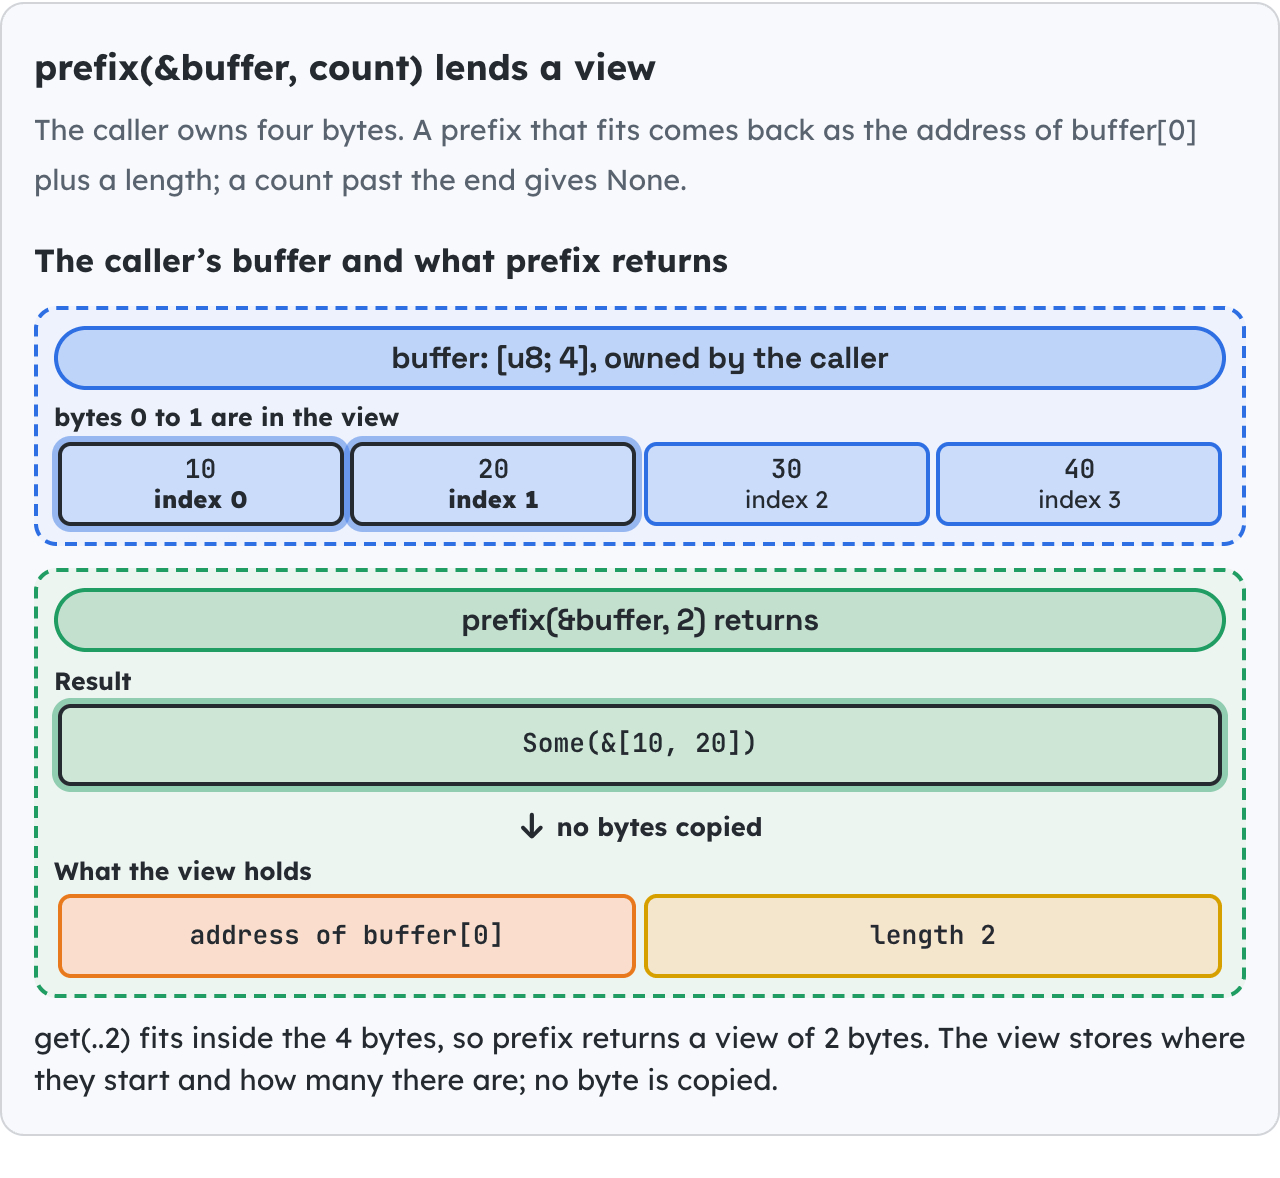 prefix(&buffer, count) lends a view
The caller owns four bytes. A prefix that fits comes back as the address of buffer[0]
plus a length; a count past the end gives None.
The caller’s buffer and what prefix returns
buffer: [u8; 4], owned by the caller
bytes 0 to 1 are in the view
10 20 30 40
index 0 index 1 index 2 index 3
prefix(&buffer, 2) returns
Result
Some(&[10, 20])
↓ no bytes copied
What the view holds
address of buffer[0] length 2
get(..2) fits inside the 4 bytes, so prefix returns a view of 2 bytes. The view stores where
they start and how many there are; no byte is copied.